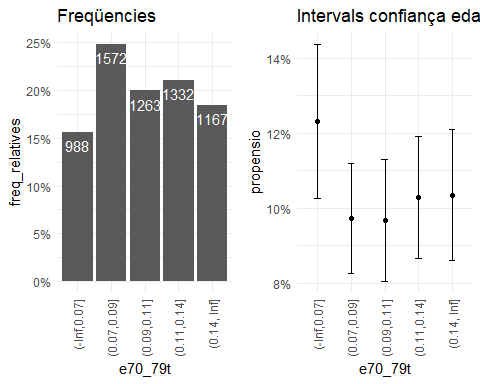 Freqüencies
25%
20%
15%
10%
5%
0%
freq_relatives
988
1572
1263
1332
1167
(-Inf,0.07]
(0.07,0.09]
(0.09,0.11]
(0.11,0.14]
(0.14, Inf]
e70_79t
Intervals confiança eda
14%
12%
10%
8%
propensio
(-Inf,0.07]
(0.07,0.09]
(0.09,0.11]
(0.11,0.14]
(0.14, Inf]
e70_79t